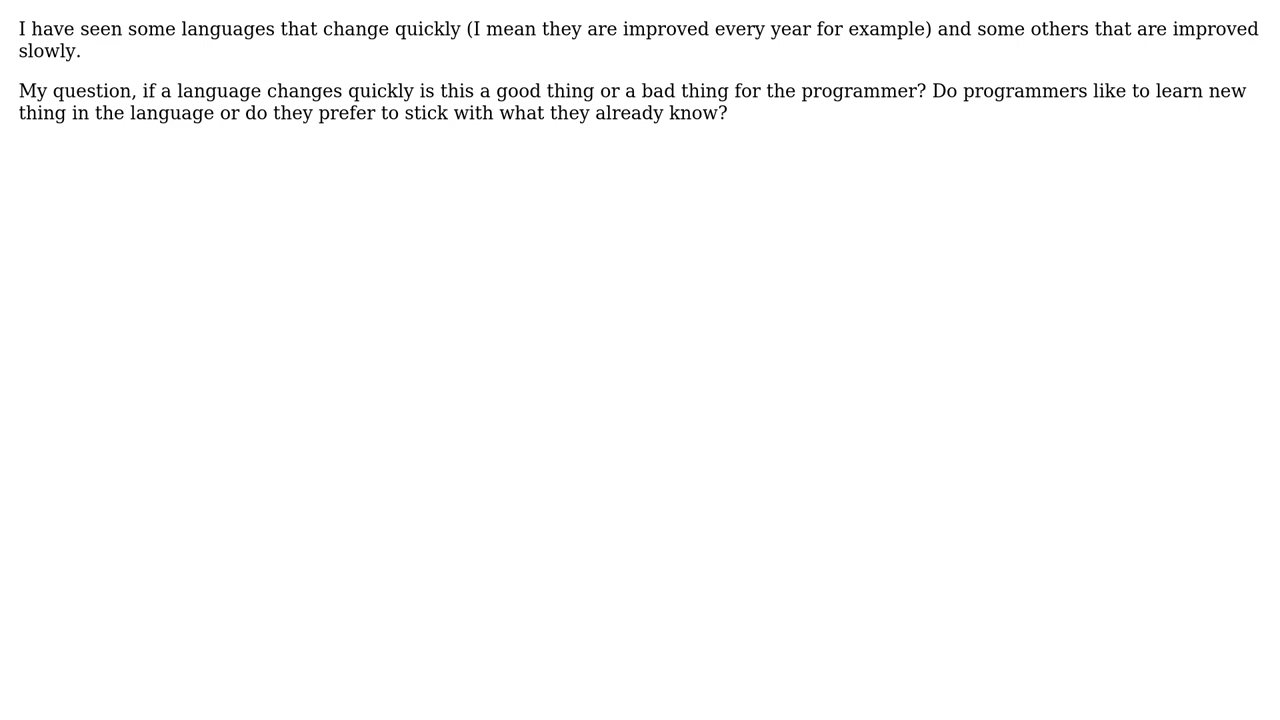 I have seen some languages that change quickly (I mean they are improved every year for example) and some others that are improved
slowly.
My question, if a language changes quickly is this a good thing or a bad thing for the programmer? Do programmers like to learn new
thing in the language or do they prefer to stick with what they already know?